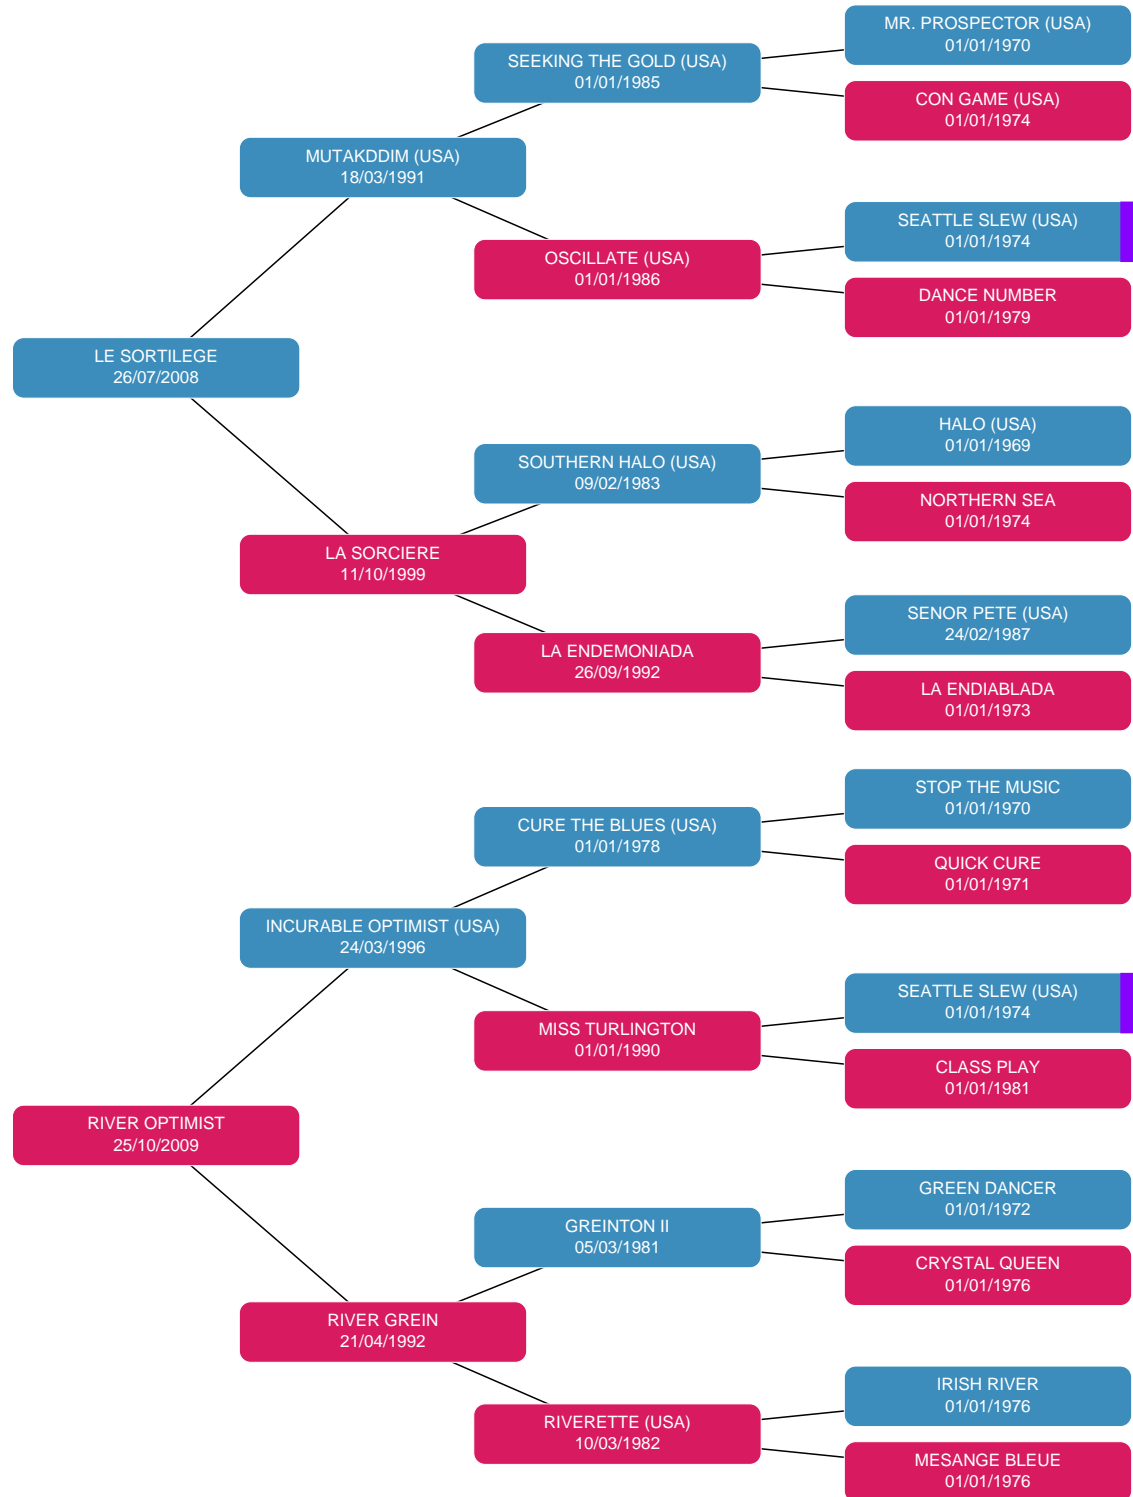 MR. PROSPECTOR (USA)
01/01/1970
SEEKING THE GOLD (USA)
01/01/1985
CON GAME (USA)
01/01/1974
MUTAKDDIM (USA)
18/03/1991
SEATTLE SLEW (USA)
01/01/1974
OSCILLATE (USA)
01/01/1986
DANCE NUMBER
01/01/1979
LE SORTILEGE
26/07/2008
HALO (USA)
01/01/1969
SOUTHERN HALO (USA)
09/02/1983
NORTHERN SEA
01/01/1974
LA SORCIERE
11/10/1999
SENOR PETE (USA)
24/02/1987
LA ENDEMONIADA
26/09/1992
LA ENDIABLADA
01/01/1973
STOP THE MUSIC
01/01/1970
CURE THE BLUES (USA)
01/01/1978
QUICK CURE
01/01/1971
INCURABLE OPTIMIST (USA)
24/03/1996
SEATTLE SLEW (USA)
01/01/1974
MISS TURLINGTON
01/01/1990
CLASS PLAY
01/01/1981
RIVER OPTIMIST
25/10/2009
GREEN DANCER
01/01/1972
GREINTON II
05/03/1981
CRYSTAL QUEEN
01/01/1976
RIVER GREIN
21/04/1992
IRISH RIVER
01/01/1976
RIVERETTE (USA)
10/03/1982
MESANGE BLEUE
01/01/1976